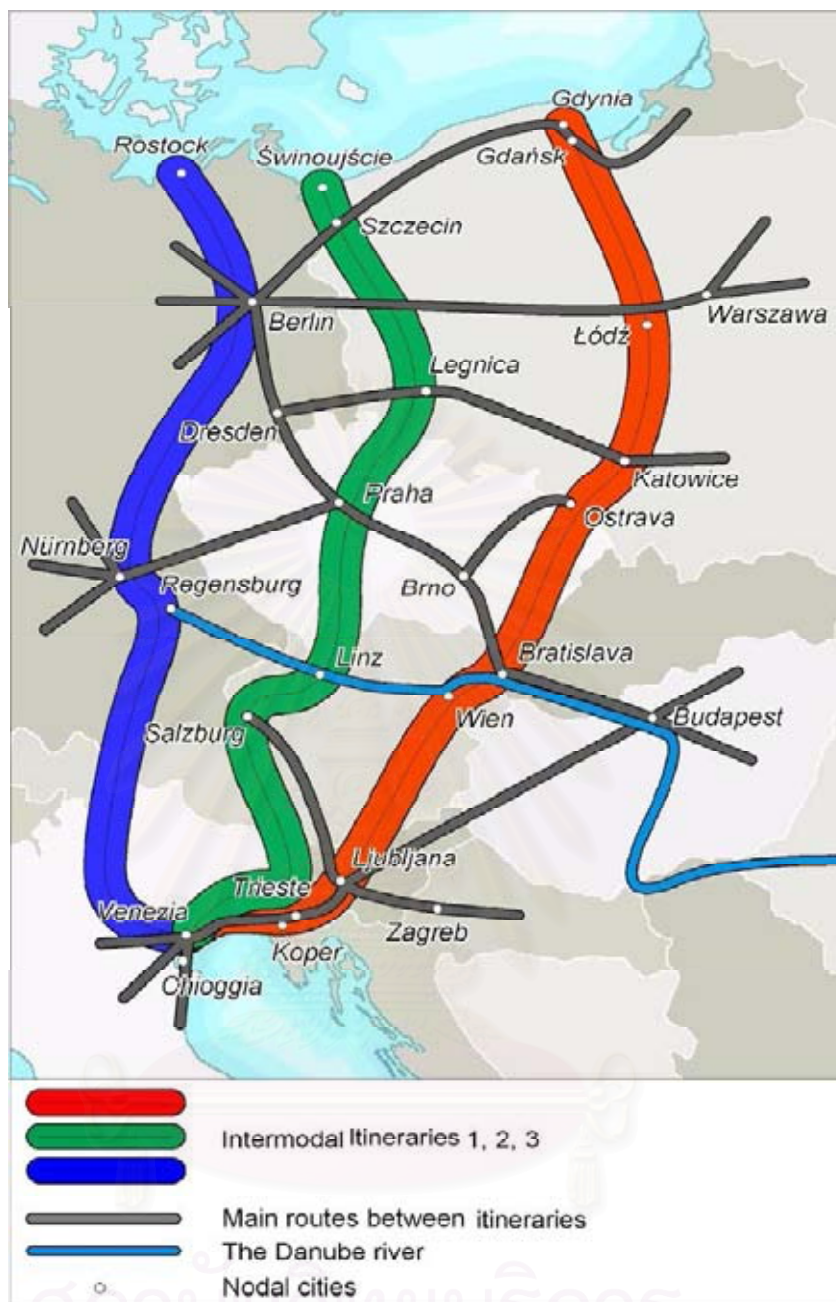 Gdynia
Rostock
Świnoujście
Gdańsk
Szczecin
Berlin
Warszawa
Łódź
Legnica
Dresden
Katowice
Praha
Ostrava
Nürnberg
Regensburg
Brno
Linz
Bratislava
Wien
Budapest
Salzburg
Ljubljana
Trieste
Venezia
Zagreb
Koper
Chioggia
Intermodal Itineraries 1, 2, 3
Main routes between itineraries
The Danube river
Nodal cities